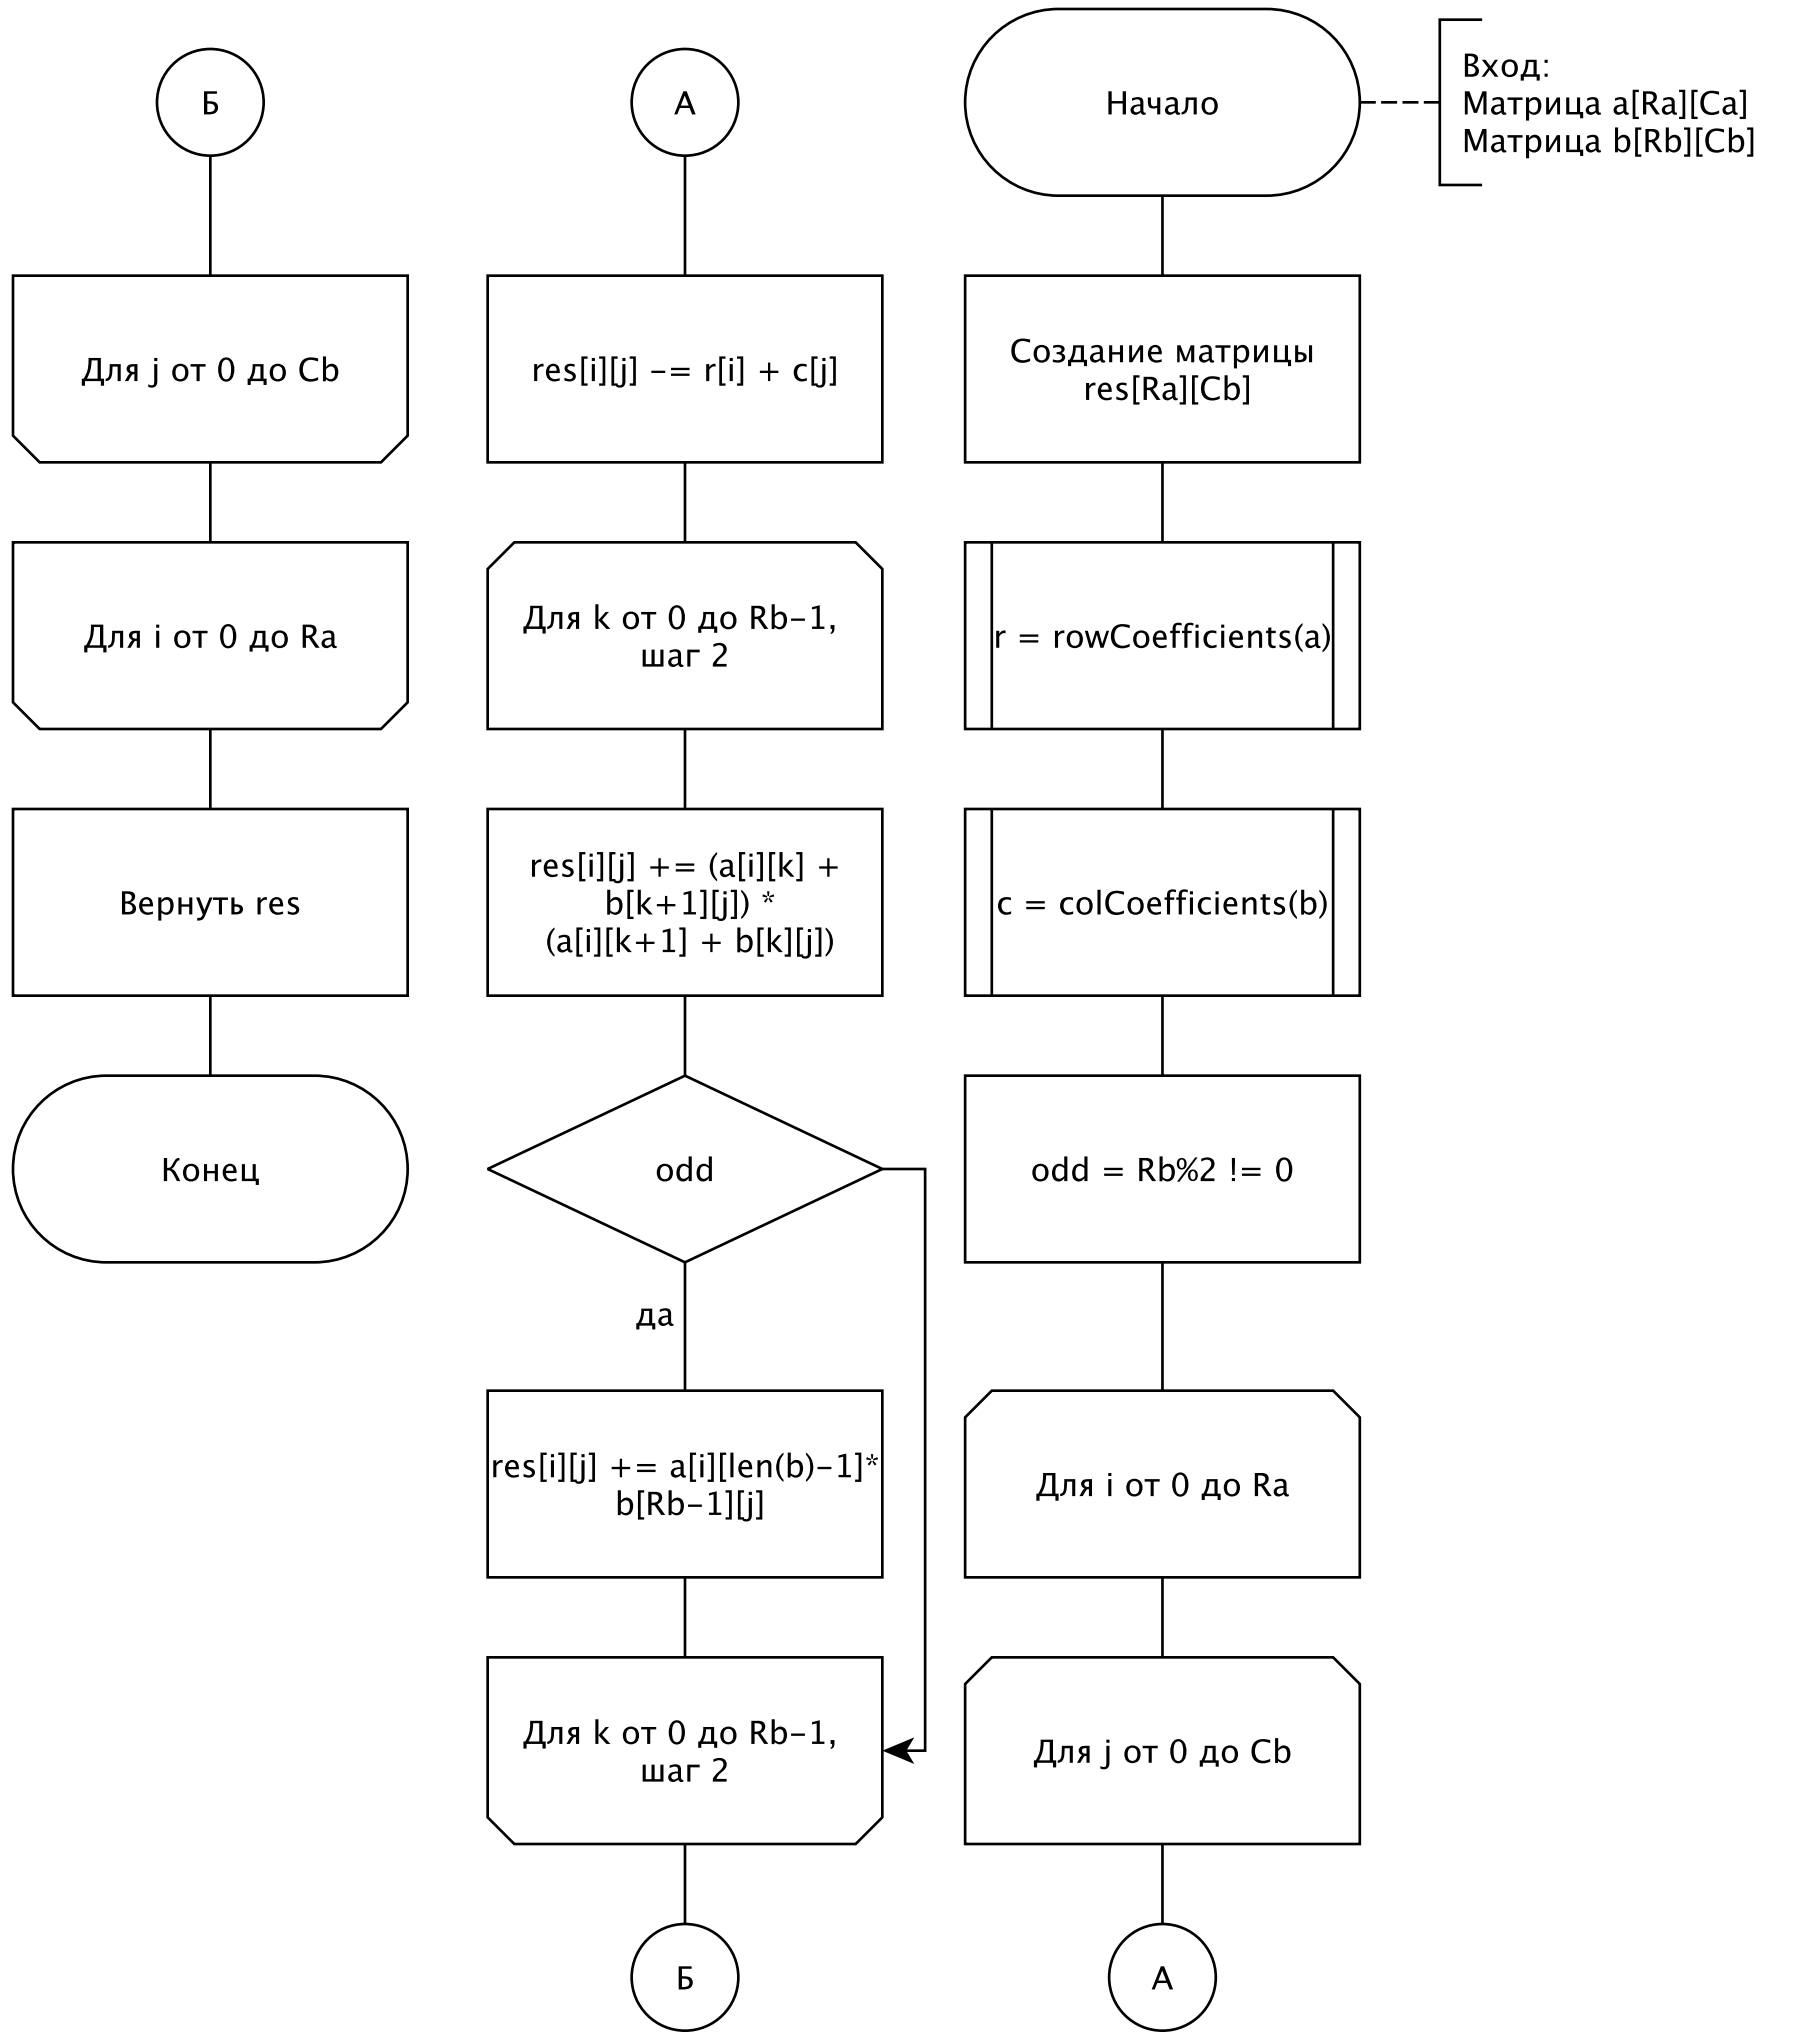 Б
Для j от 0 до Cb
Для i от 0 до Ra
Вернуть res
Конец
А
res[i][j] -= r[i] + c[j]
Для k от 0 до Rb-1,
шаг 2
res[i][j] += (a[i][k] +
b[k+1][j]) *
(a[i][k+1] + b[k][j])
odd
да
res[i][j] += a[i][len(b)-1]*
b[Rb-1][j]
Для k от 0 до Rb-1,
шаг 2
Б
Начало
Вход:
Матрица a[Ra][Ca]
Матрица b[Rb][Cb]
Создание матрицы
res[Ra][Cb]
r = rowCoefficients(a)
c = colCoefficients(b)
odd = Rb%2 != 0
Для i от 0 до Ra
Для j от 0 до Cb
А